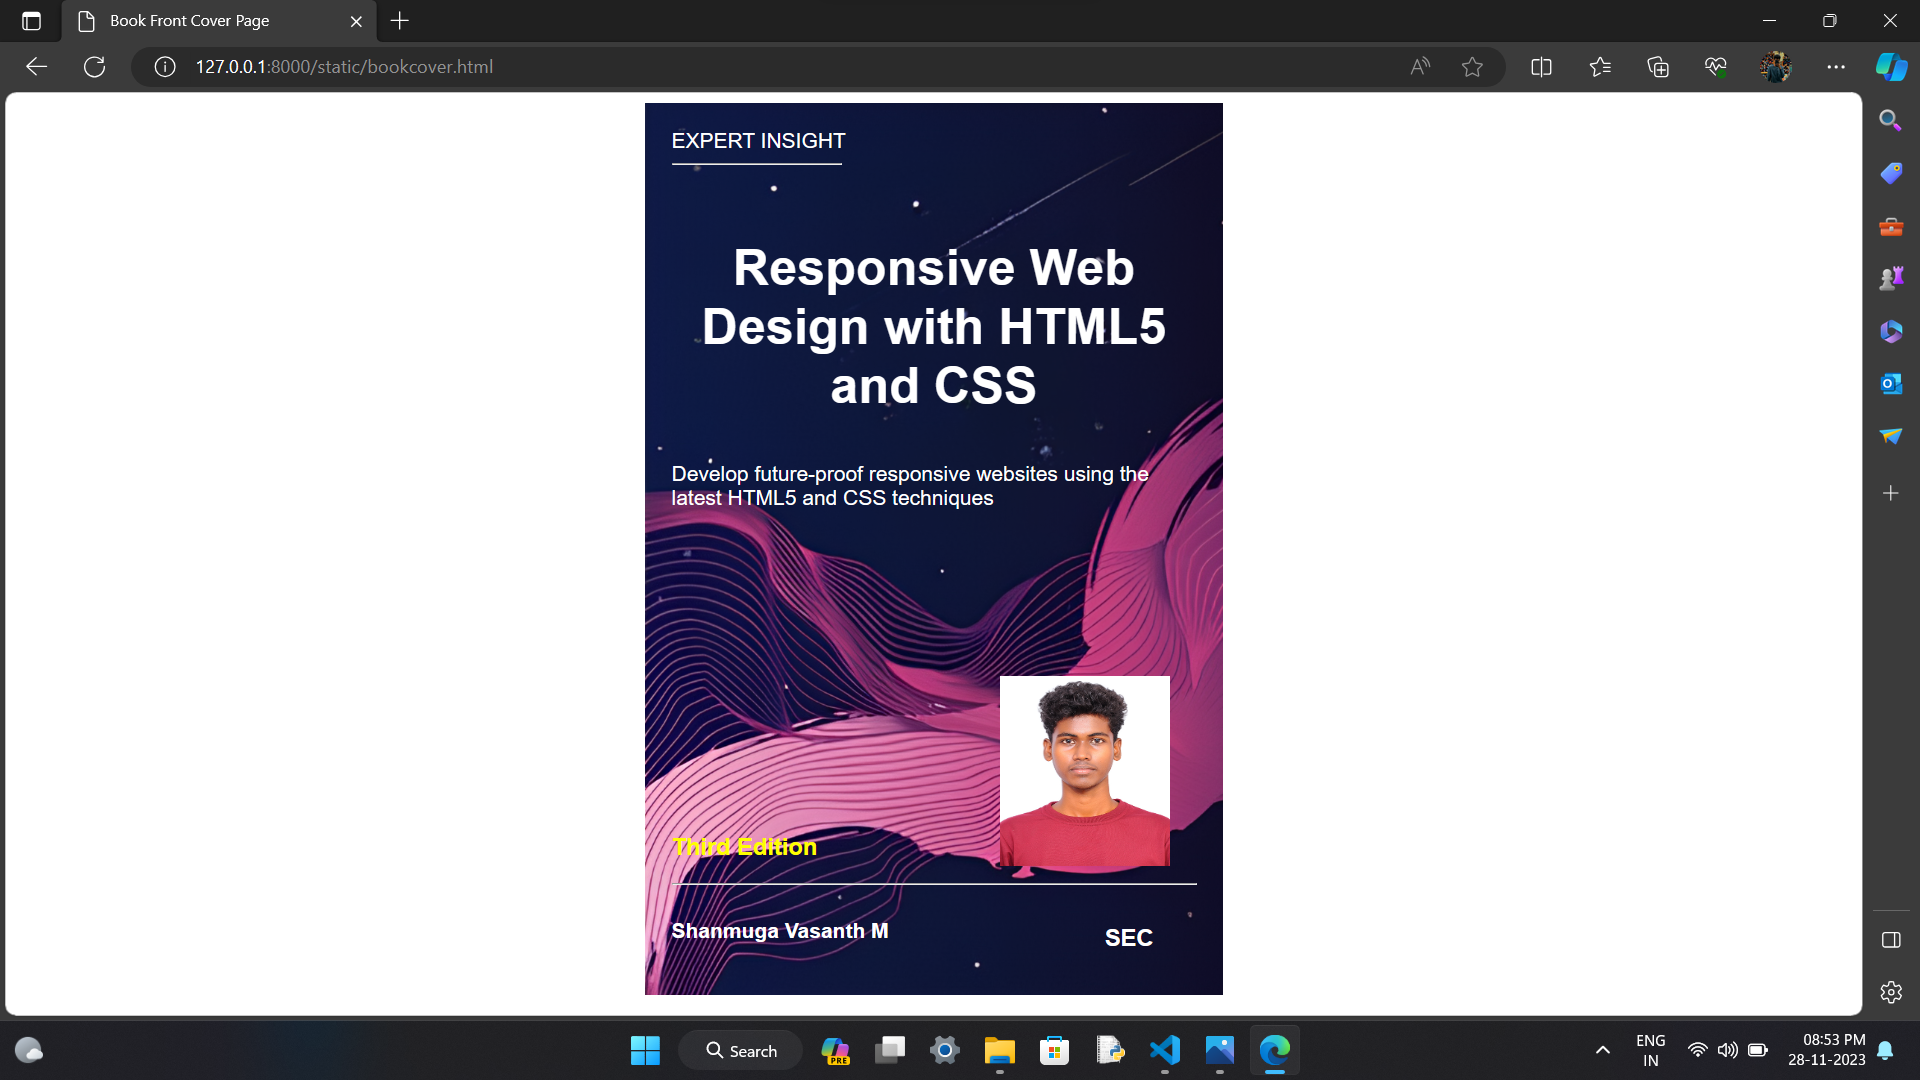 Book Front Cover Page
127.0.0.1:8000/static/bookcover.html
EXPERT INSIGHT
Responsive Web
Design with HTML5
and CSS
Develop future-proof responsive websites using the
latest HTML5 and CSS techniques
Third Edition
Shanmuga Vasanth M
SEC
Search
PRE
ENG
IN
08:53 PM
28-11-2023